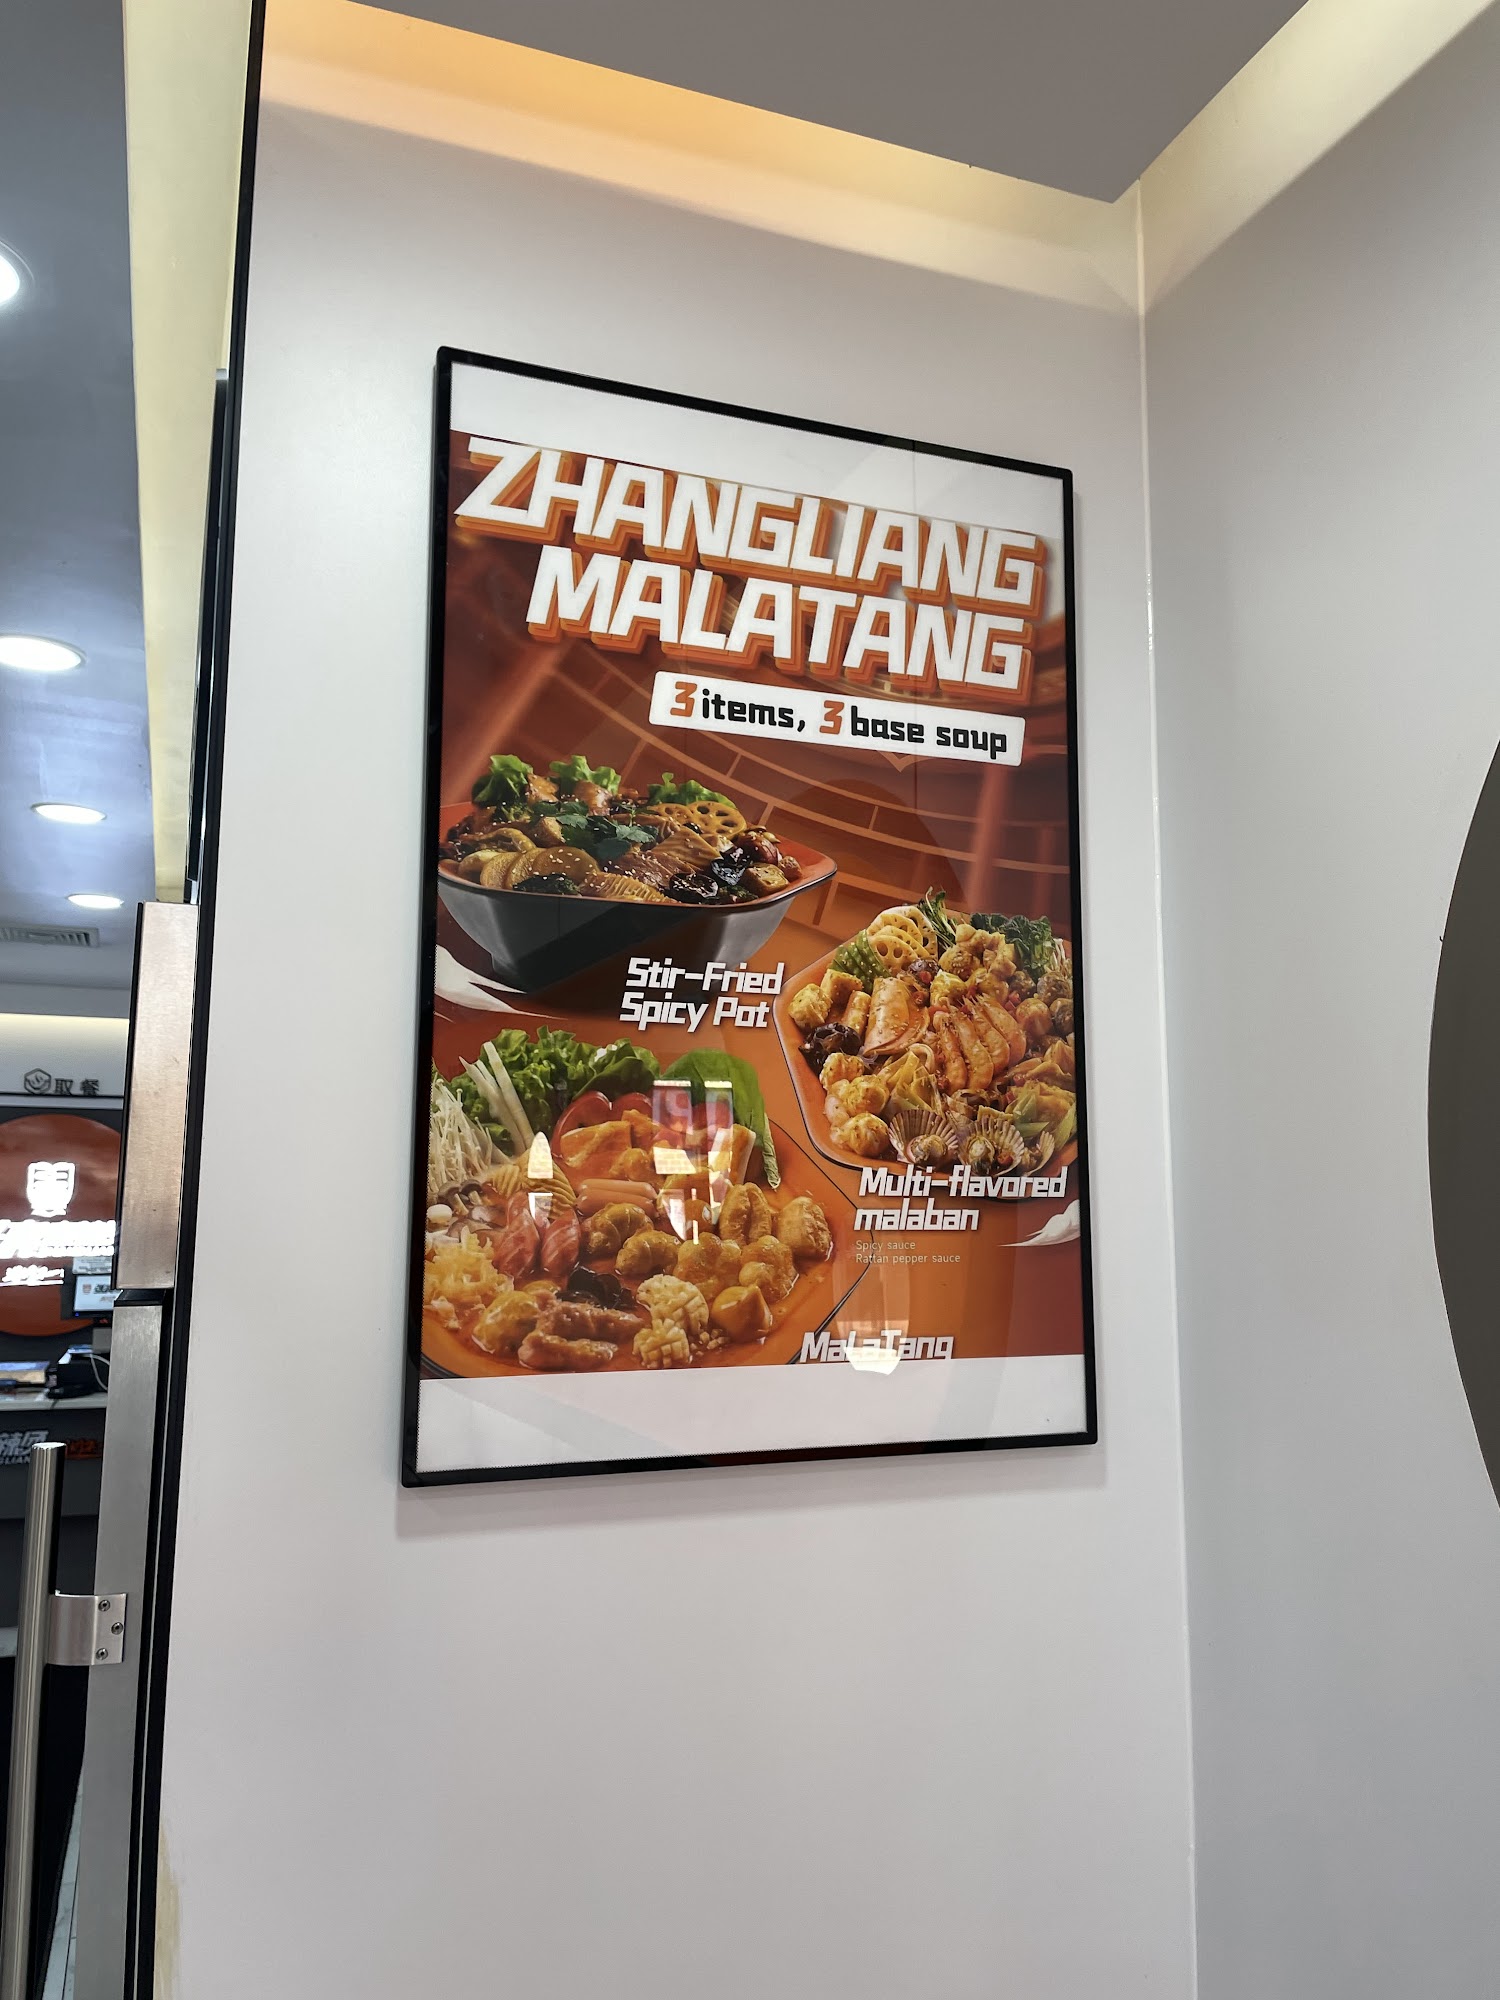 ZHANGLIANG
MALATANG
3 items, 3 base soup
Stir-Fried
Spicy Pot
Multi-flavored
malaban
Spicy sauce
Rattan pepper sauce
MaLaTang
取餐